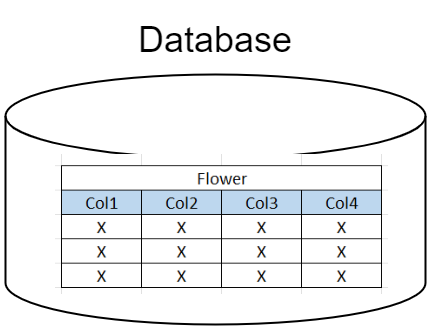 Database
Flower
Col1 Col2 Col3 Col4
X X X X
X X X X
X X X X